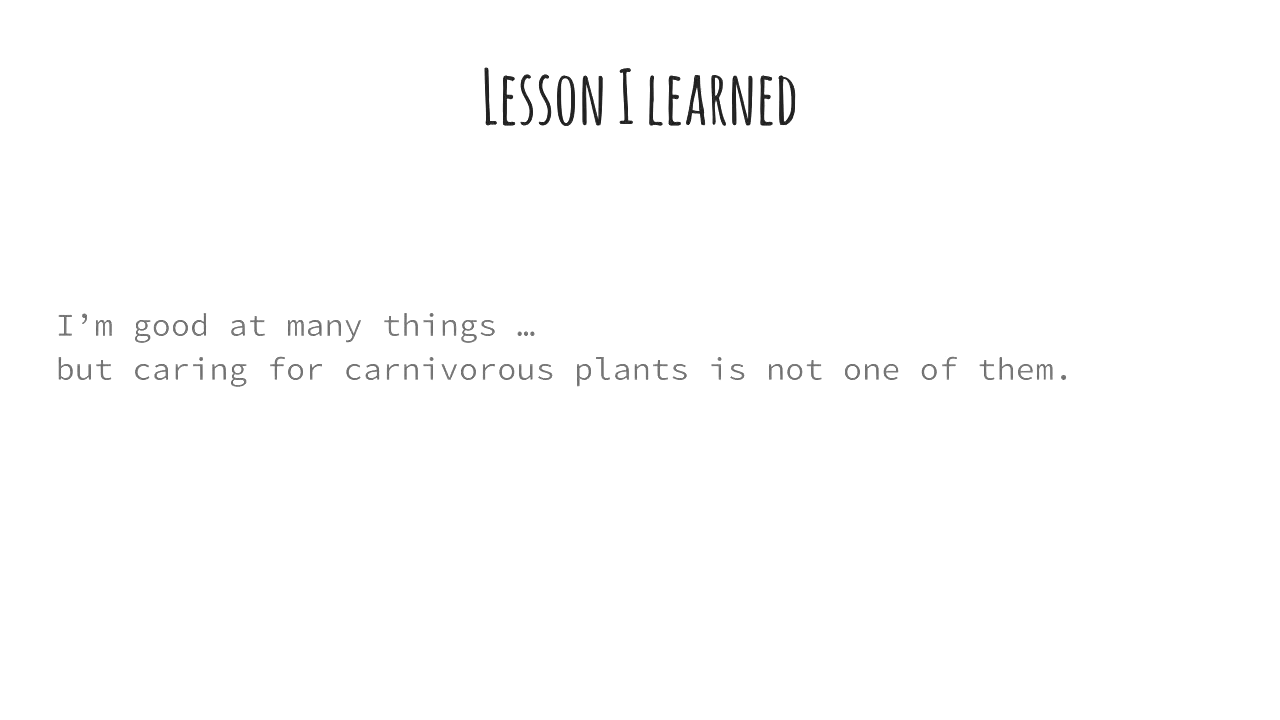 Lesson I learned
I’m good at many things …
but caring for carnivorous plants is not one of them.